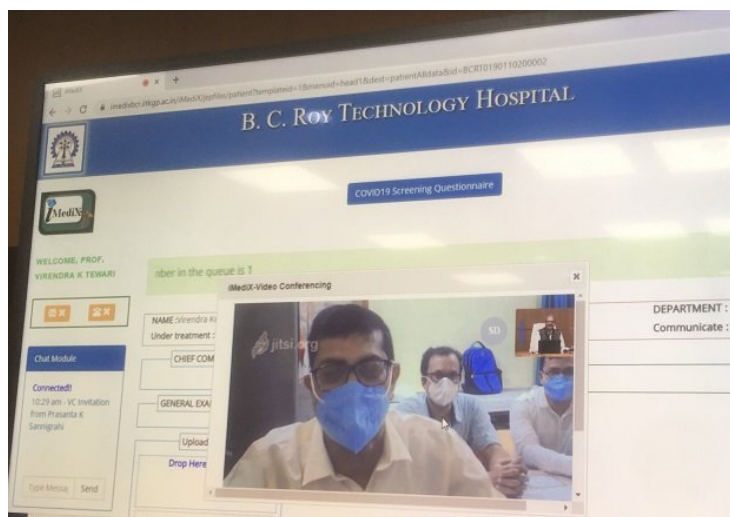 iMediX
imedixbcr.iitkgp.ac.in/iMediX/jspfiles/patient?templateid=1&menuid=head1&dest=patientAlldata&id=BCRT0190110200002
B. C. ROY TECHNOLOGY HOSPITAL
iMediX
COVID19 Screening Questionnaire
WELCOME, PROF.
VIRENDRA K TEWARI
nber in the queue is 1
iMediX-Video Conferencing
NAME :Virendra K
Under treatment :
DEPARTMENT :
Communicate :
jitsi.org
SD
Chat Module
CHIEF COM
Connected!
10:29 am - VC Invitation
from Prasanta K
Sannigrahi
GENERAL EXA
Upload
Drop Here
Type Messa
Send